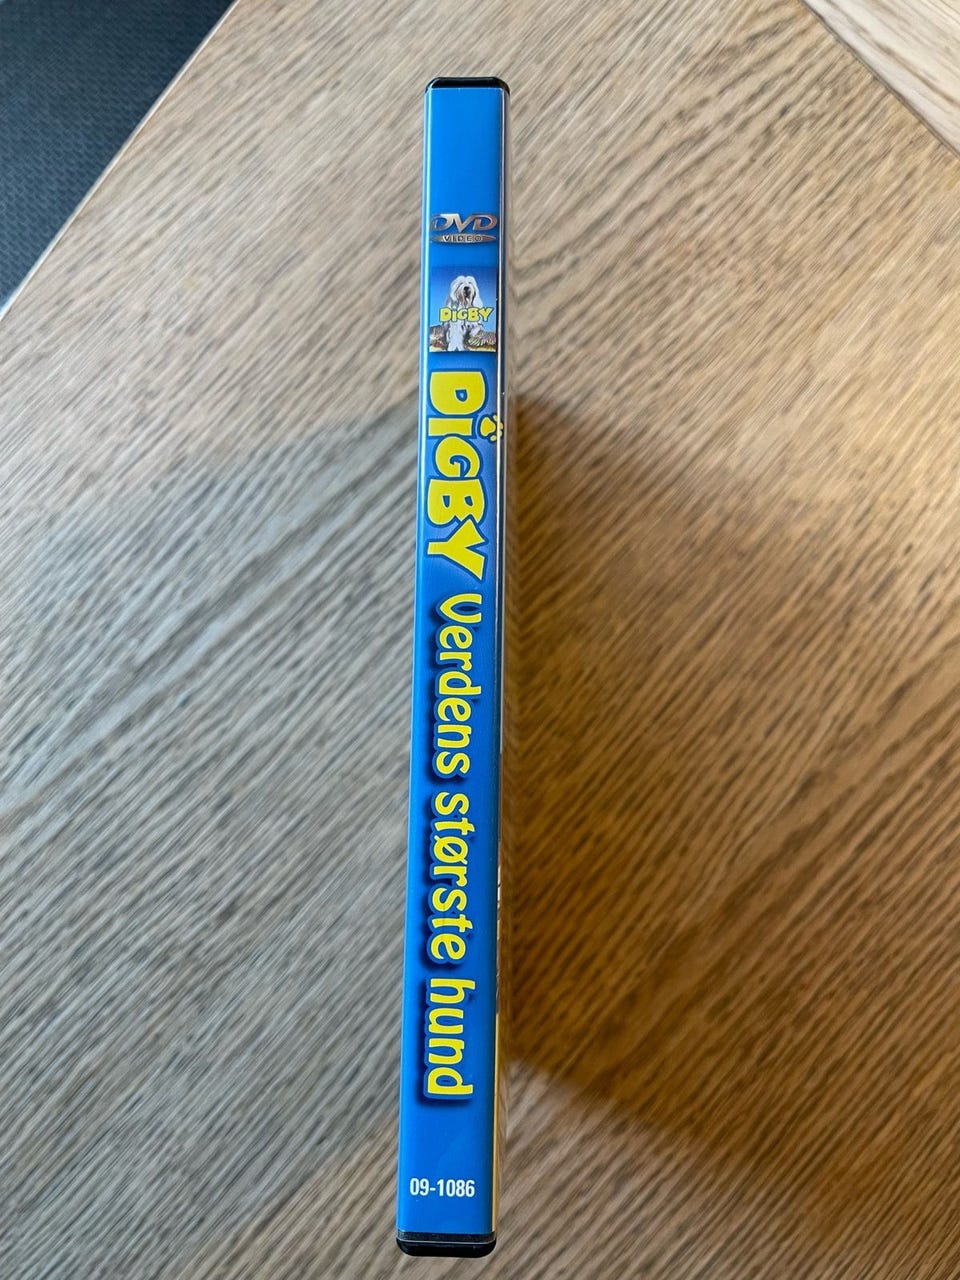 DVD
VIDEO
DiGBY
DiGBY Verdens største hund
09-1086